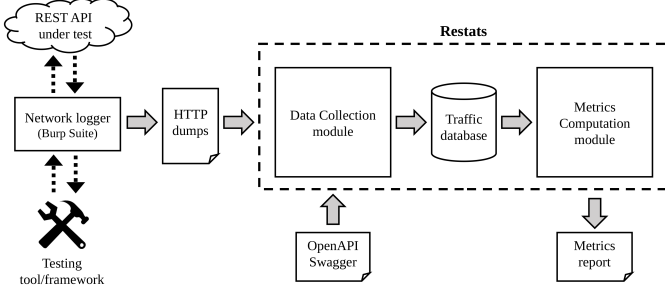 REST API
under test
Restats
Network logger
(Burp Suite)
HTTP
dumps
Data Collection
module
Traffic
database
Metrics
Computation
module
Testing
tool/framework
OpenAPI
Swagger
Metrics
report